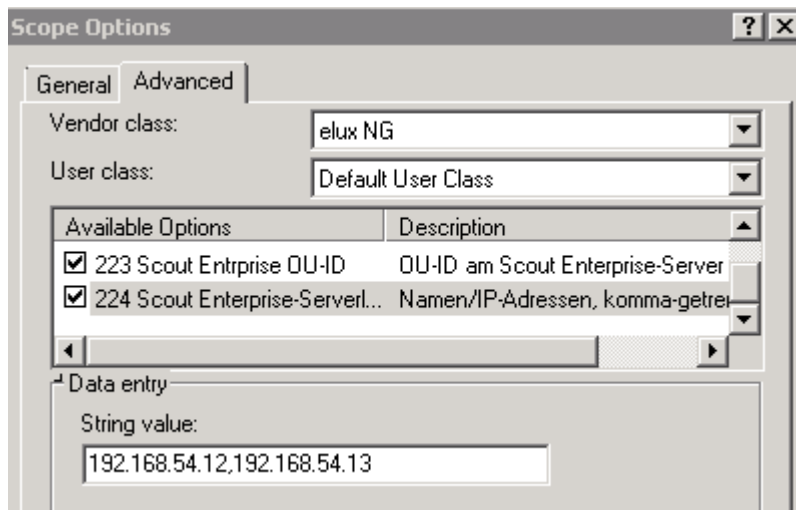 Scope Options
General Advanced
Vendor class: elux NG
User class: Default User Class
Available Options Description
223 Scout Entrprise OU-ID OU-ID am Scout Enterprise-Server
224 Scout Enterprise-Serverl... Namen/IP-Adressen, komma-getre
Data entry
String value:
192.168.54.12,192.168.54.13